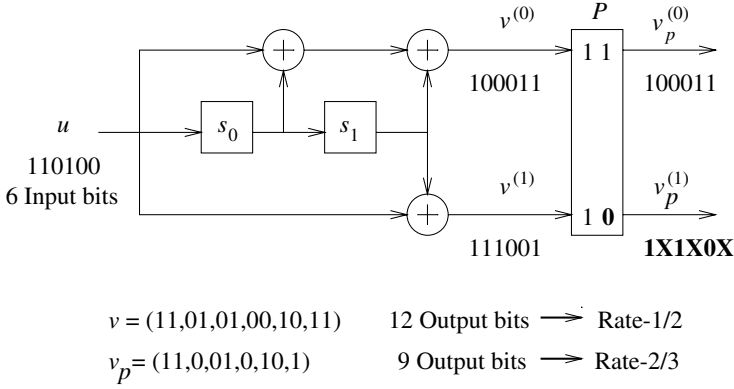 v^(0) P v_p^(0)
+ + 1 1
100011 100011
u s_0 s_1
110100
6 Input bits
v^(1) v_p^(1)
+ 1 0
111001 1X1X0X
v = (11,01,01,00,10,11) 12 Output bits → Rate-1/2
v_p = (11,0,01,0,10,1) 9 Output bits → Rate-2/3